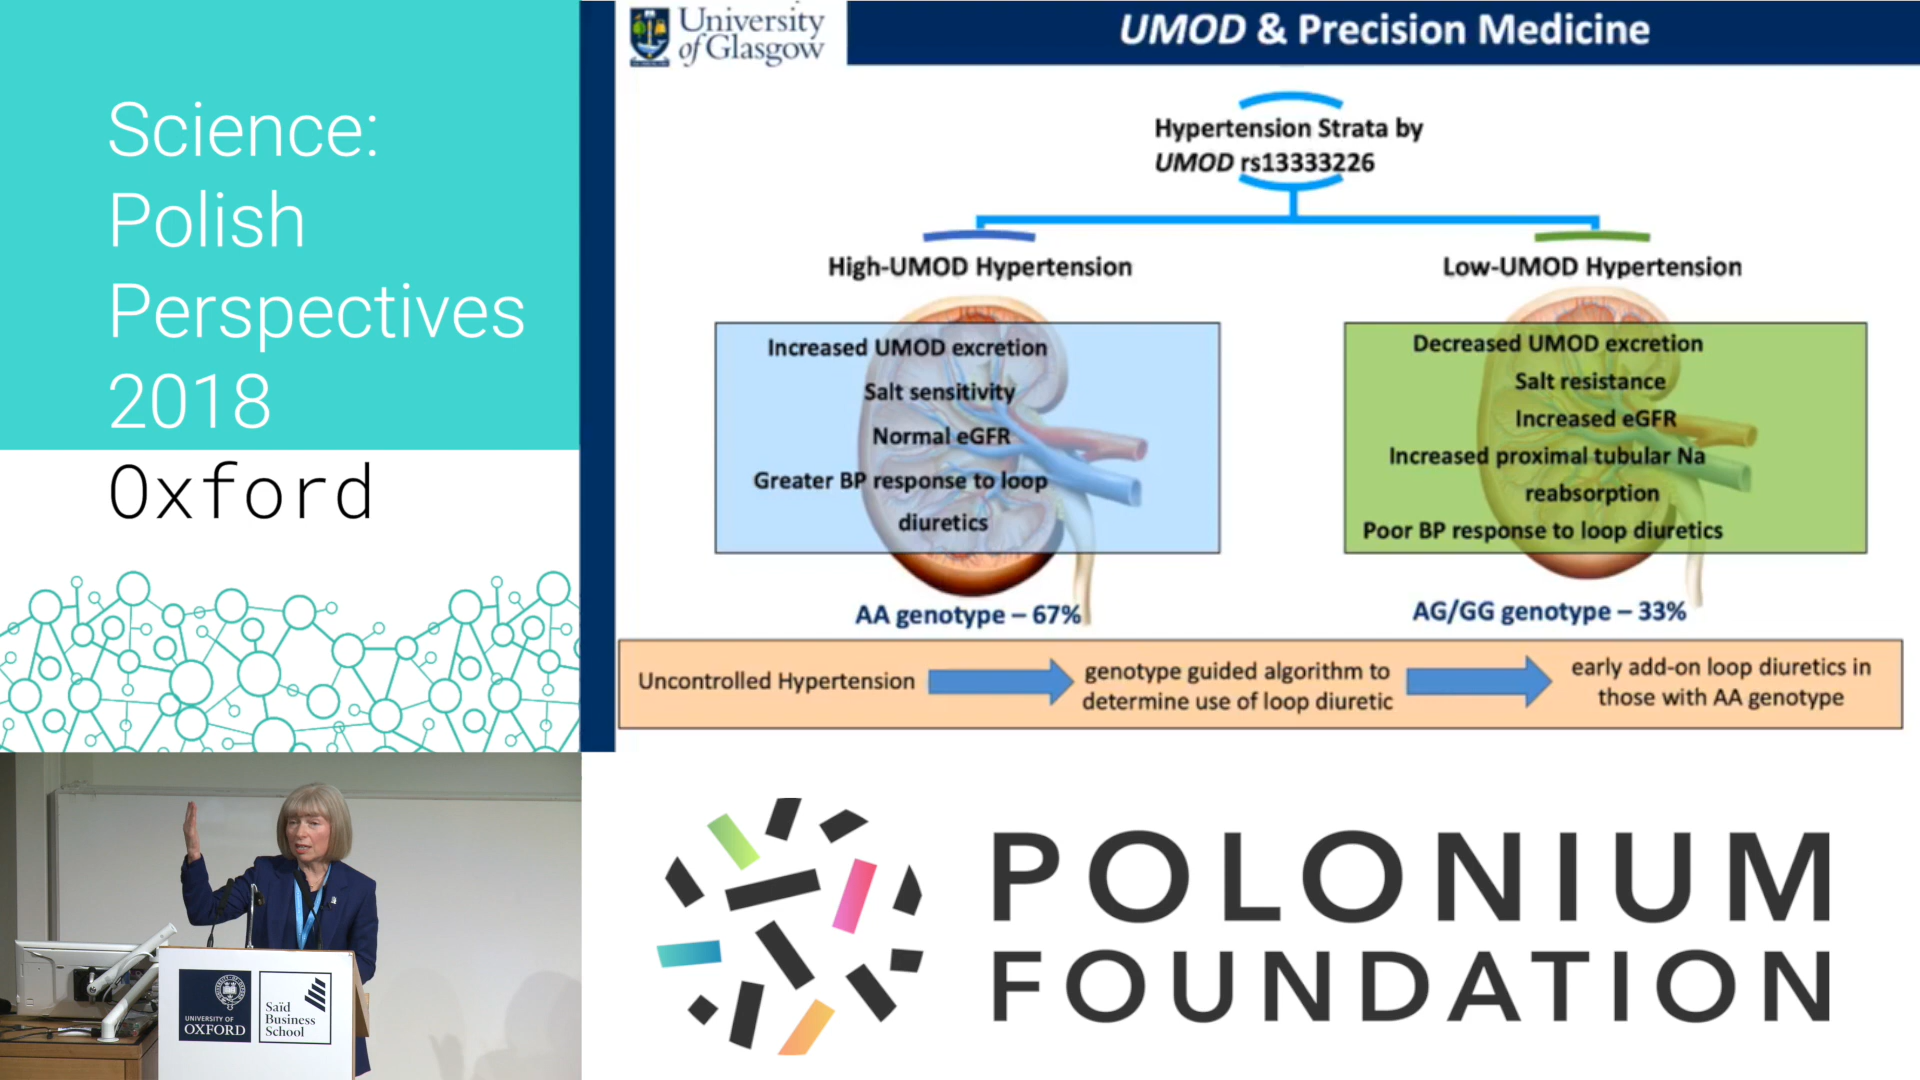 Science:
Polish
Perspectives
2018
Oxford
University
of Glasgow
UMOD & Precision Medicine
Hypertension Strata by
UMOD rs13333226
High-UMOD Hypertension
Increased UMOD excretion
Salt sensitivity
Normal eGFR
Greater BP response to loop
diuretics
AA genotype – 67%
Low-UMOD Hypertension
Decreased UMOD excretion
Salt resistance
Increased eGFR
Increased proximal tubular Na
reabsorption
Poor BP response to loop diuretics
AG/GG genotype – 33%
Uncontrolled Hypertension
genotype guided algorithm to
determine use of loop diuretic
early add-on loop diuretics in
those with AA genotype
UNIVERSITY OF
OXFORD
Saïd
Business
School
POLONIUM
FOUNDATION